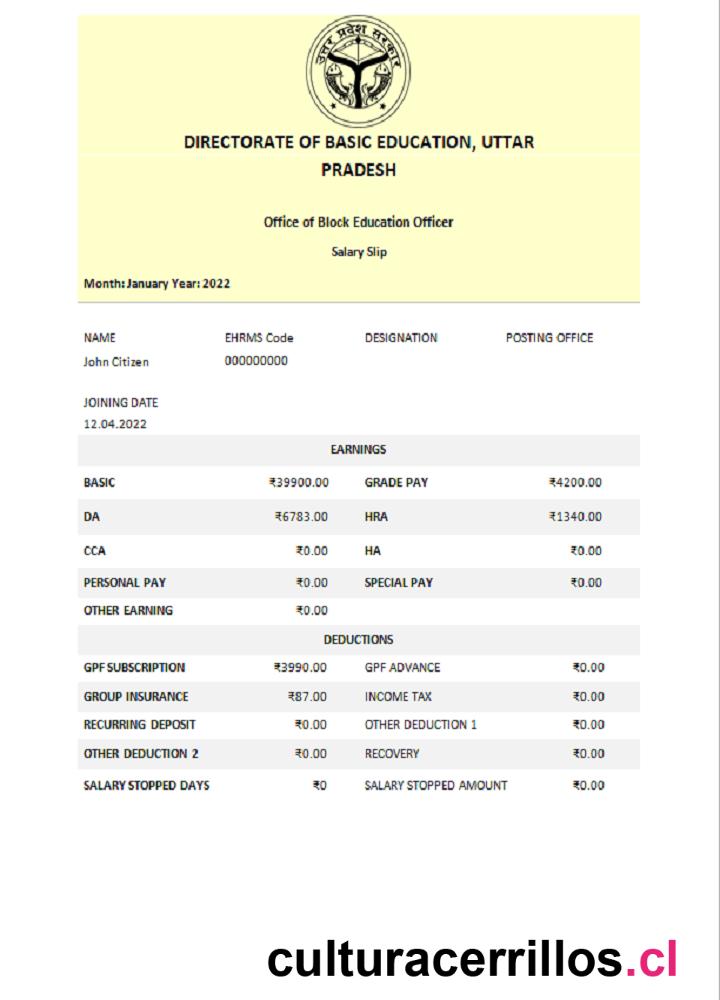 उत्तर प्रदेश सरकार
DIRECTORATE OF BASIC EDUCATION, UTTAR
PRADESH
Office of Block Education Officer
Salary Slip
Month: January Year: 2022
NAME EHRMS Code DESIGNATION POSTING OFFICE
John Citizen 000000000
JOINING DATE
12.04.2022
EARNINGS
BASIC ₹39900.00 GRADE PAY ₹4200.00
DA ₹6783.00 HRA ₹1340.00
CCA ₹0.00 HA ₹0.00
PERSONAL PAY ₹0.00 SPECIAL PAY ₹0.00
OTHER EARNING ₹0.00
DEDUCTIONS
GPF SUBSCRIPTION ₹3990.00 GPF ADVANCE ₹0.00
GROUP INSURANCE ₹87.00 INCOME TAX ₹0.00
RECURRING DEPOSIT ₹0.00 OTHER DEDUCTION 1 ₹0.00
OTHER DEDUCTION 2 ₹0.00 RECOVERY ₹0.00
SALARY STOPPED DAYS ₹0 SALARY STOPPED AMOUNT ₹0.00
culturacerrillos.cl